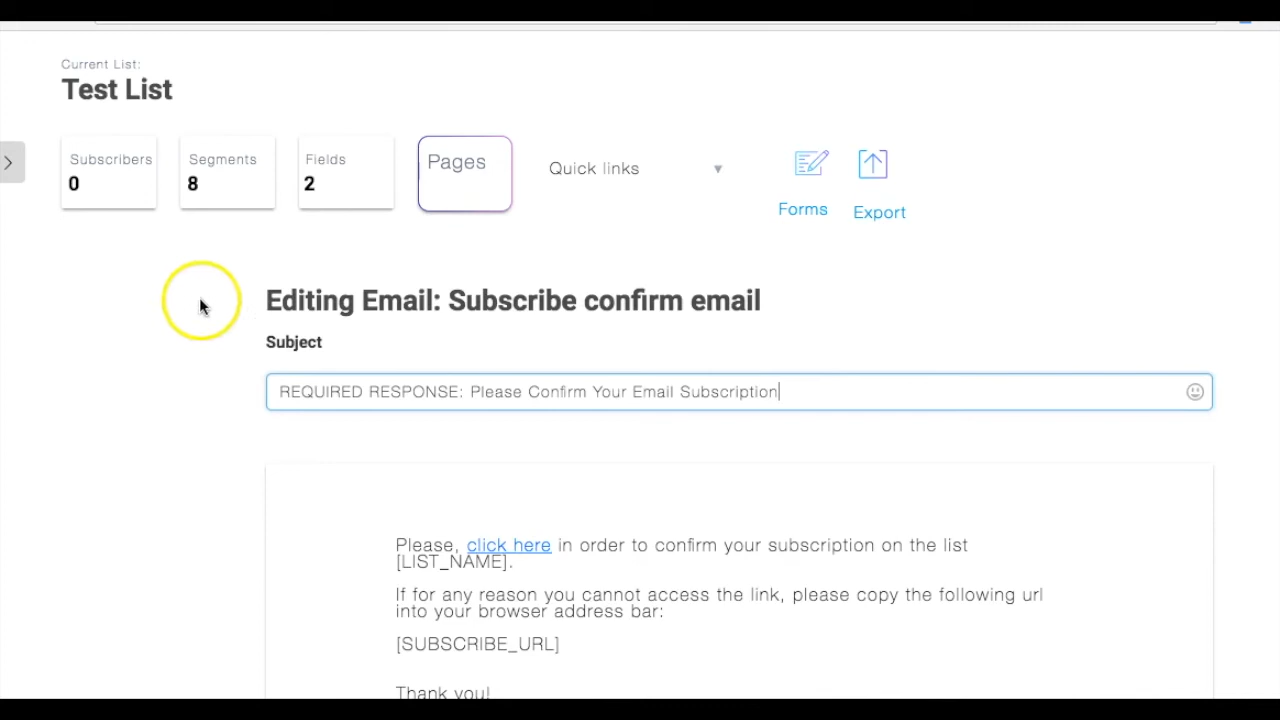 Current List:
Test List
Subscribers
0
Segments
8
Fields
2
Pages
Quick links
Forms
Export
Editing Email: Subscribe confirm email
Subject
REQUIRED RESPONSE: Please Confirm Your Email Subscription
Please, click here in order to confirm your subscription on the list
[LIST_NAME].
If for any reason you cannot access the link, please copy the following url
into your browser address bar:
[SUBSCRIBE_URL]
Thank you!